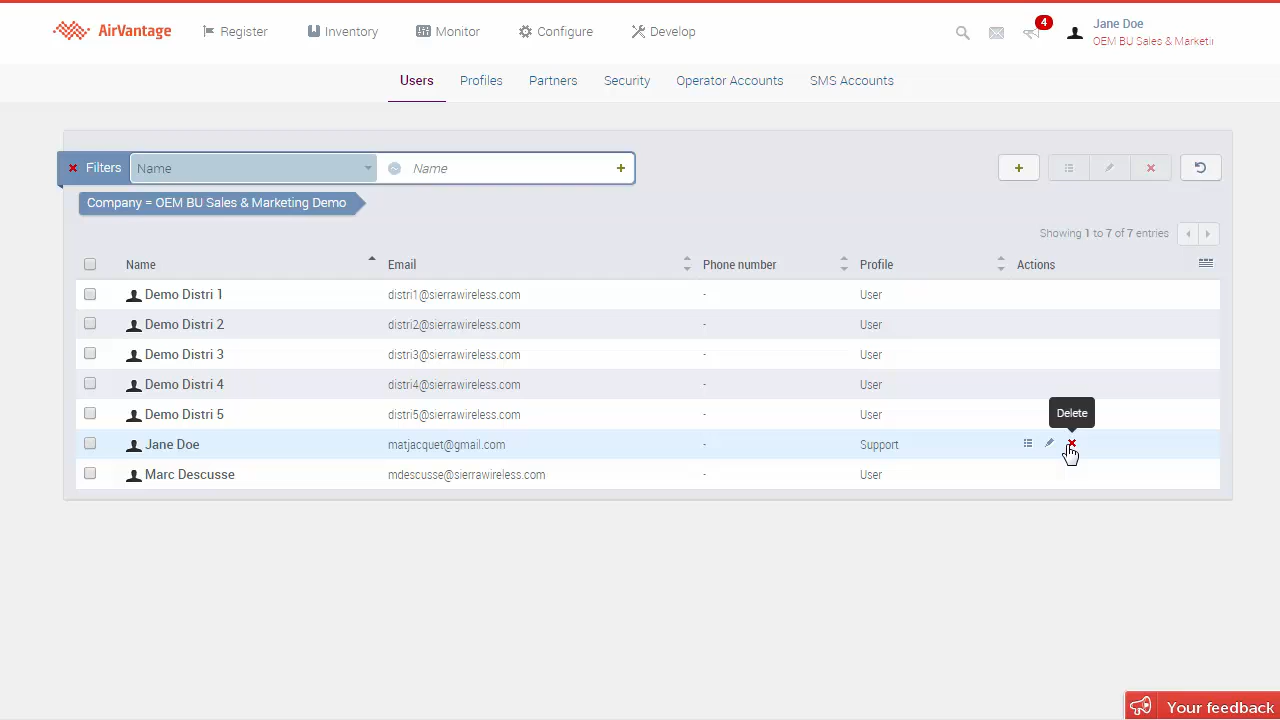 AirVantage
Register
Inventory
Monitor
Configure
Develop
4
Jane Doe
OEM BU Sales & Marketi
Users
Profiles
Partners
Security
Operator Accounts
SMS Accounts
Filters
Name
Name
Company = OEM BU Sales & Marketing Demo
Showing 1 to 7 of 7 entries
Name Email Phone number Profile Actions
Demo Distri 1 distri1@sierrawireless.com - User
Demo Distri 2 distri2@sierrawireless.com - User
Demo Distri 3 distri3@sierrawireless.com - User
Demo Distri 4 distri4@sierrawireless.com - User
Demo Distri 5 distri5@sierrawireless.com - User
Delete
Jane Doe matjacquet@gmail.com - Support
Marc Descusse mdescusse@sierrawireless.com - User
Your feedback